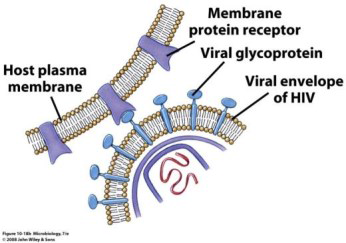 Membrane
protein receptor
Viral glycoprotein
Host plasma
membrane
Viral envelope
of HIV
Figure 10-18b Microbiology, 7/e
© 2008 John Wiley & Sons